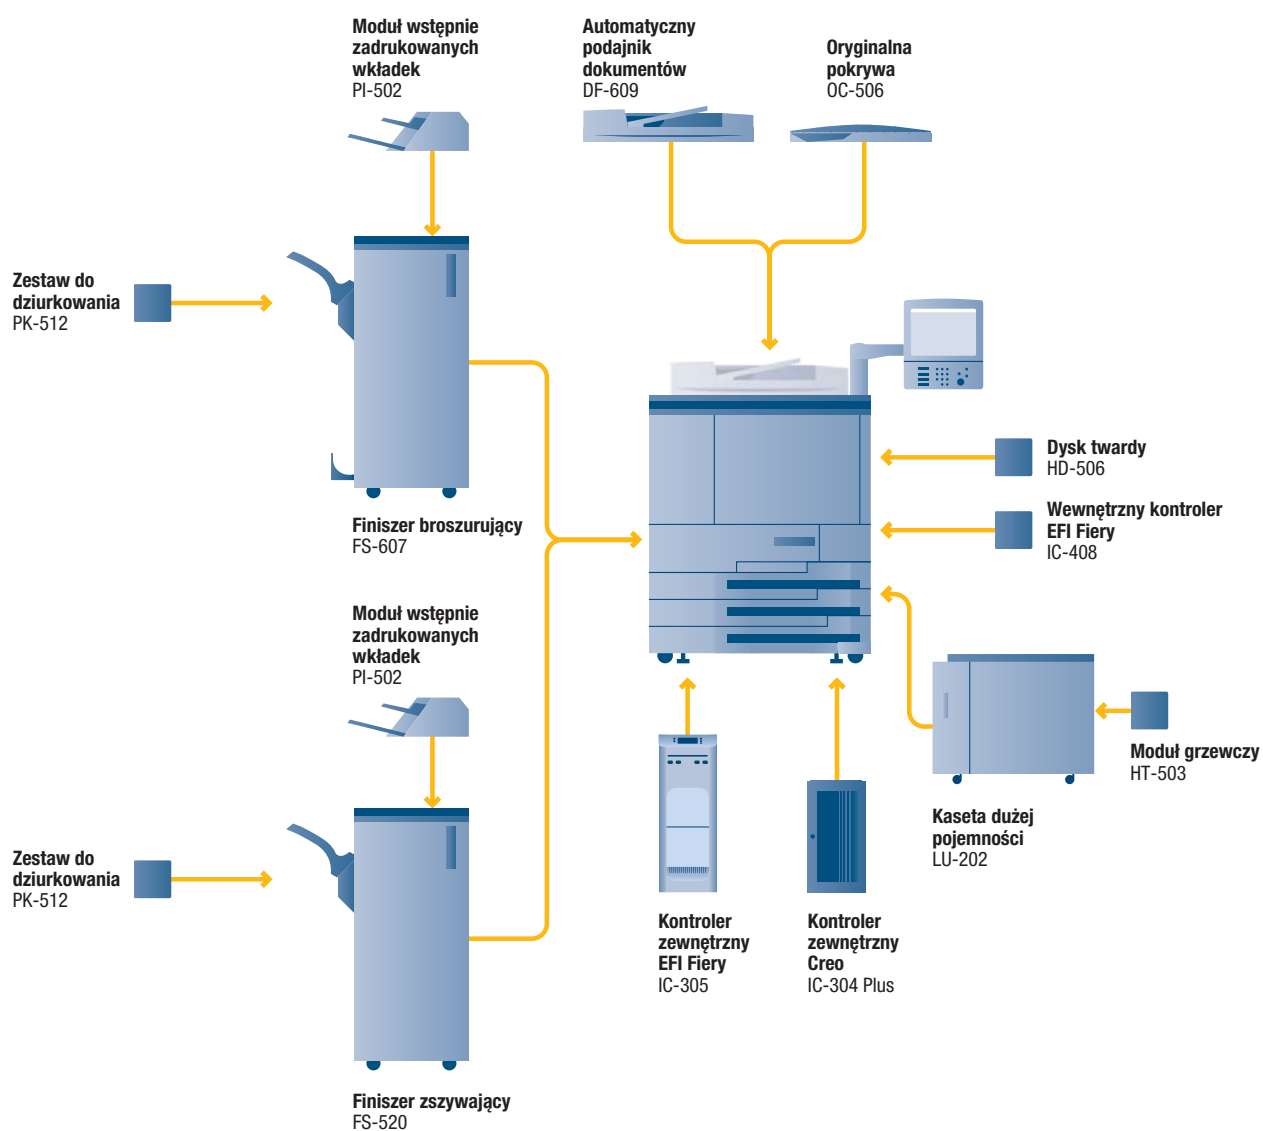 Moduł wstępnie
zadrukowanych
wkładek
PI-502
Automatyczny
podajnik
dokumentów
DF-609
Oryginalna
pokrywa
OC-506
Zestaw do
dziurkowania
PK-512
Finiszer broszurujący
FS-607
Dysk twardy
HD-506
Wewnętrzny kontroler
EFI Fiery
IC-408
Moduł wstępnie
zadrukowanych
wkładek
PI-502
Moduł grzewczy
HT-503
Kaseta dużej
pojemności
LU-202
Zestaw do
dziurkowania
PK-512
Kontroler
zewnętrzny
EFI Fiery
IC-305
Kontroler
zewnętrzny
Creo
IC-304 Plus
Finiszer zszywający
FS-520